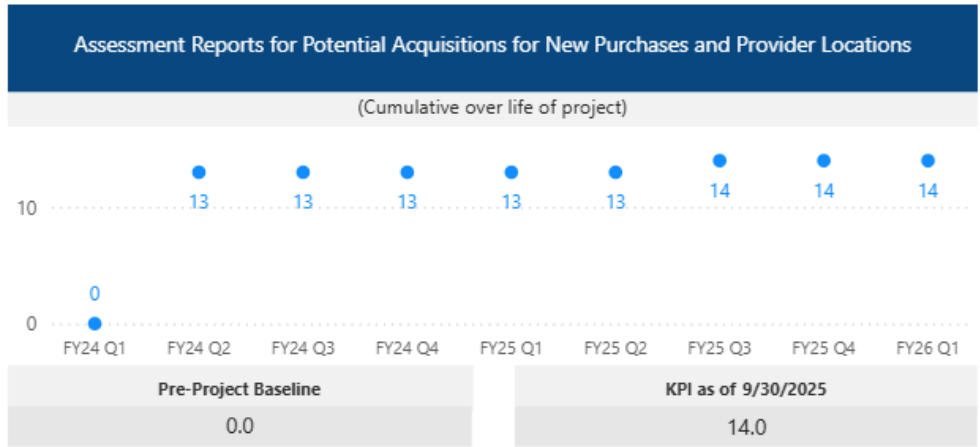 Assessment Reports for Potential Acquisitions for New Purchases and Provider Locations
(Cumulative over life of project)
10
13 13 13 13 13 14 14 14
0
0
FY24 Q1 FY24 Q2 FY24 Q3 FY24 Q4 FY25 Q1 FY25 Q2 FY25 Q3 FY25 Q4 FY26 Q1
Pre-Project Baseline KPI as of 9/30/2025
0.0 14.0